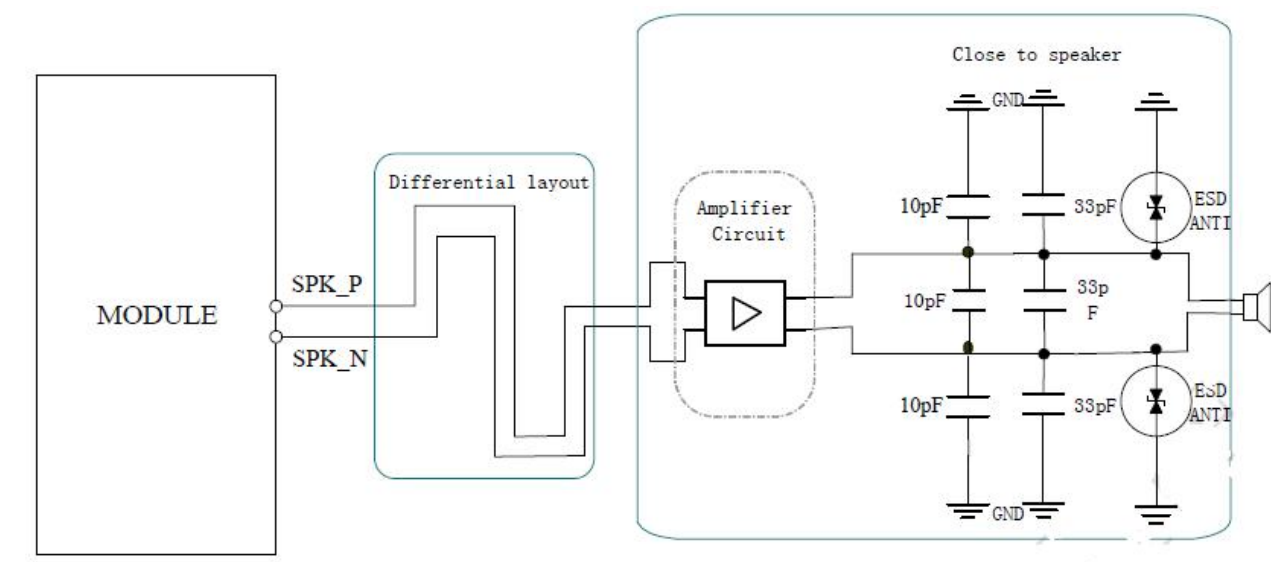 Close to speaker
GND
Differential layout
Amplifier
Circuit
10pF
33pF
ESD
ANTI
SPK_P
MODULE
10pF
33p
F
SPK_N
10pF
33pF
ESD
ANTI
GND